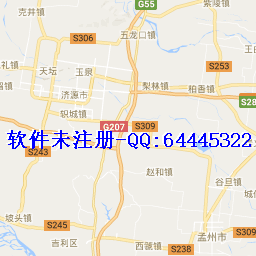 克井镇
G55
紫陵镇
五龙口镇
S306
礼镇
天坛
玉泉
S253
梨林镇
柏香镇
济源市
S28
轵城镇
G207
S309
软件未注册-QQ:64445322
S243
赵和镇
谷旦镇
坡头镇
城伯
S245
吉利区
西虢镇
S238
孟州市
S309